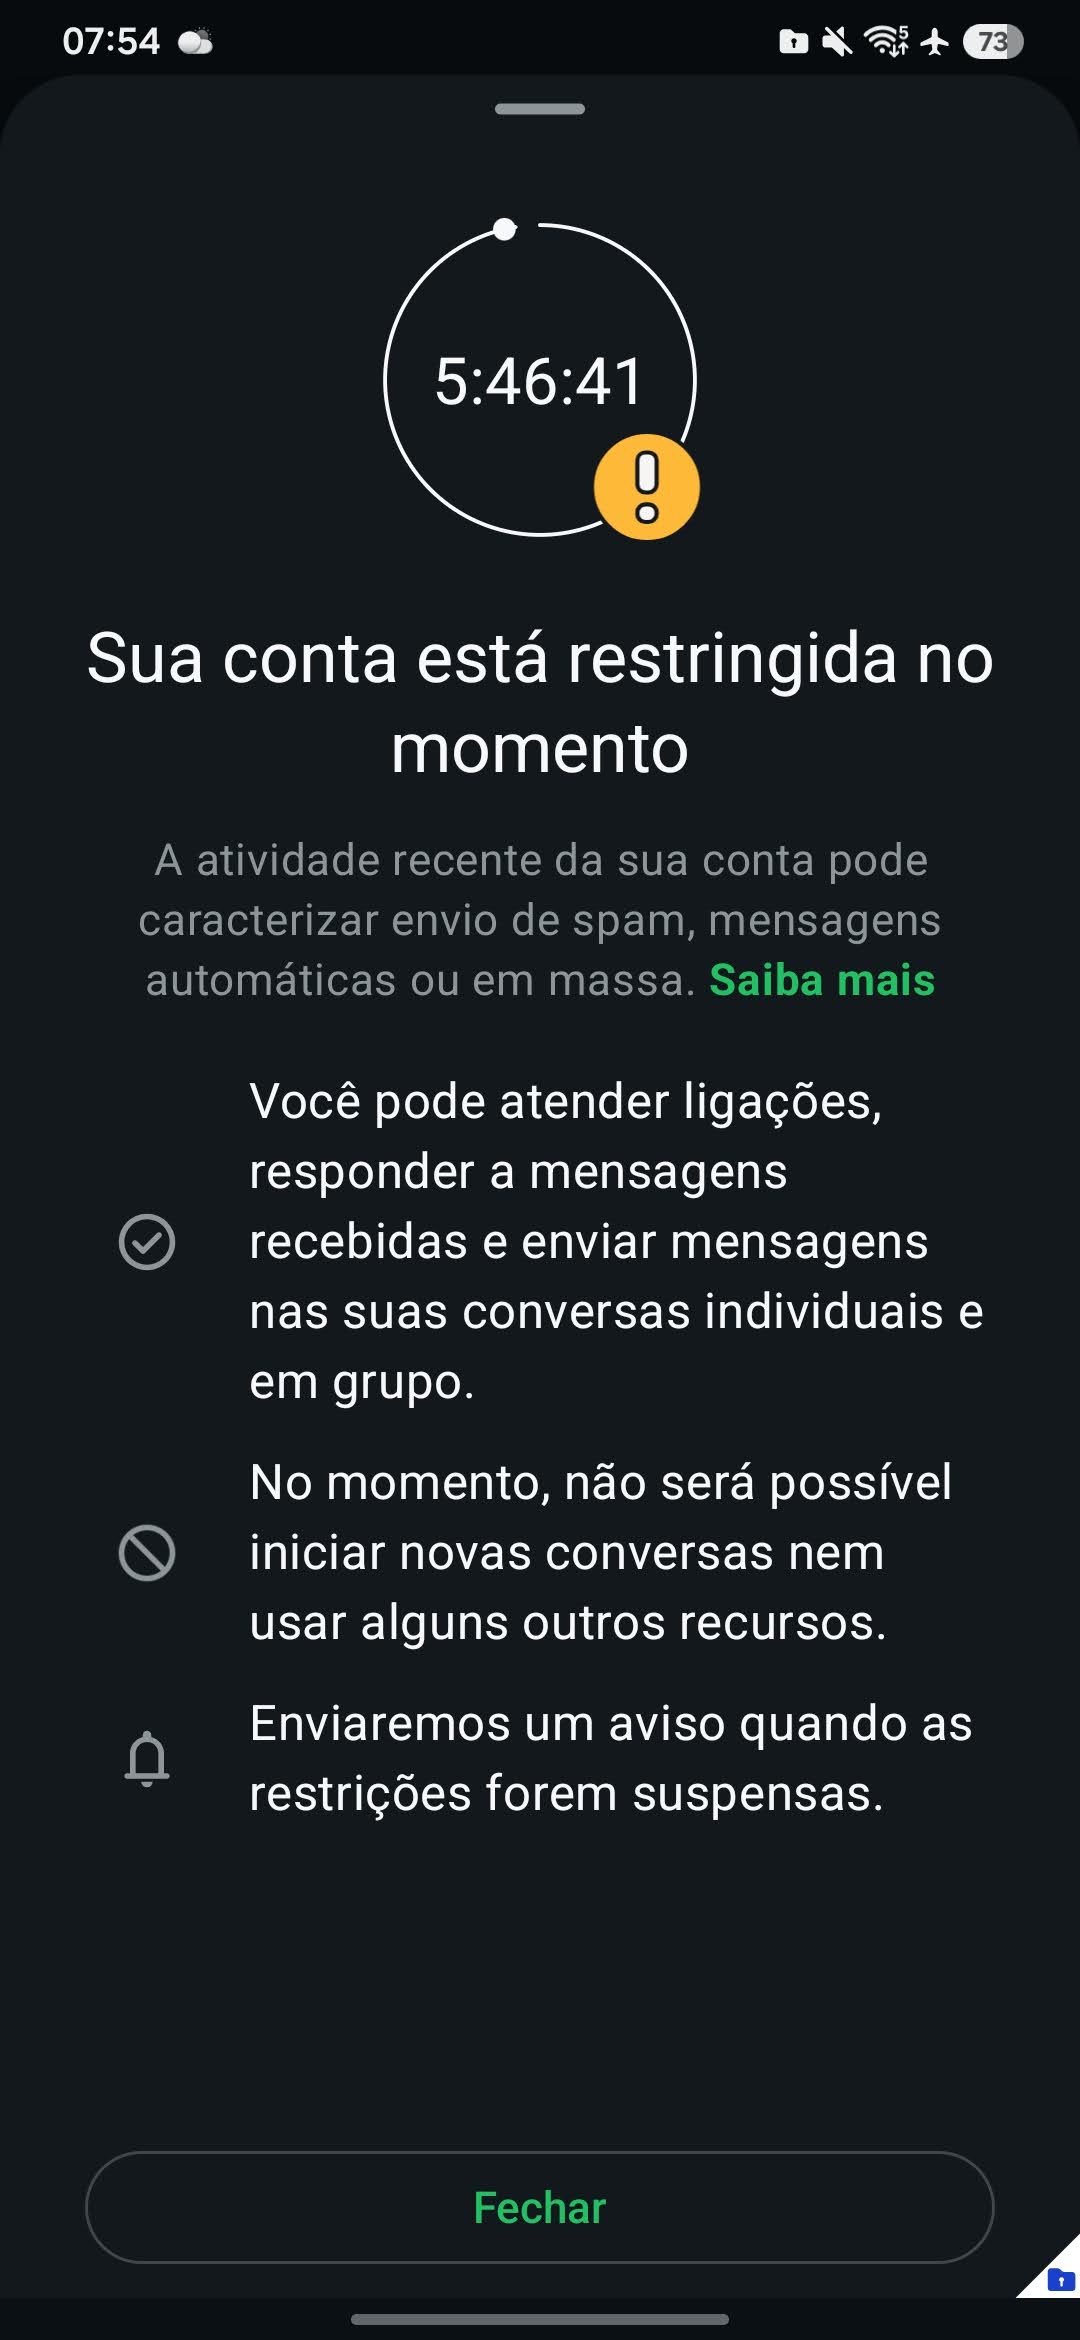 07:54
5
73
5:46:41
Sua conta está restringida no
momento
A atividade recente da sua conta pode
caracterizar envio de spam, mensagens
automáticas ou em massa. Saiba mais
Você pode atender ligações,
responder a mensagens
recebidas e enviar mensagens
nas suas conversas individuais e
em grupo.
No momento, não será possível
iniciar novas conversas nem
usar alguns outros recursos.
Enviaremos um aviso quando as
restrições forem suspensas.
Fechar